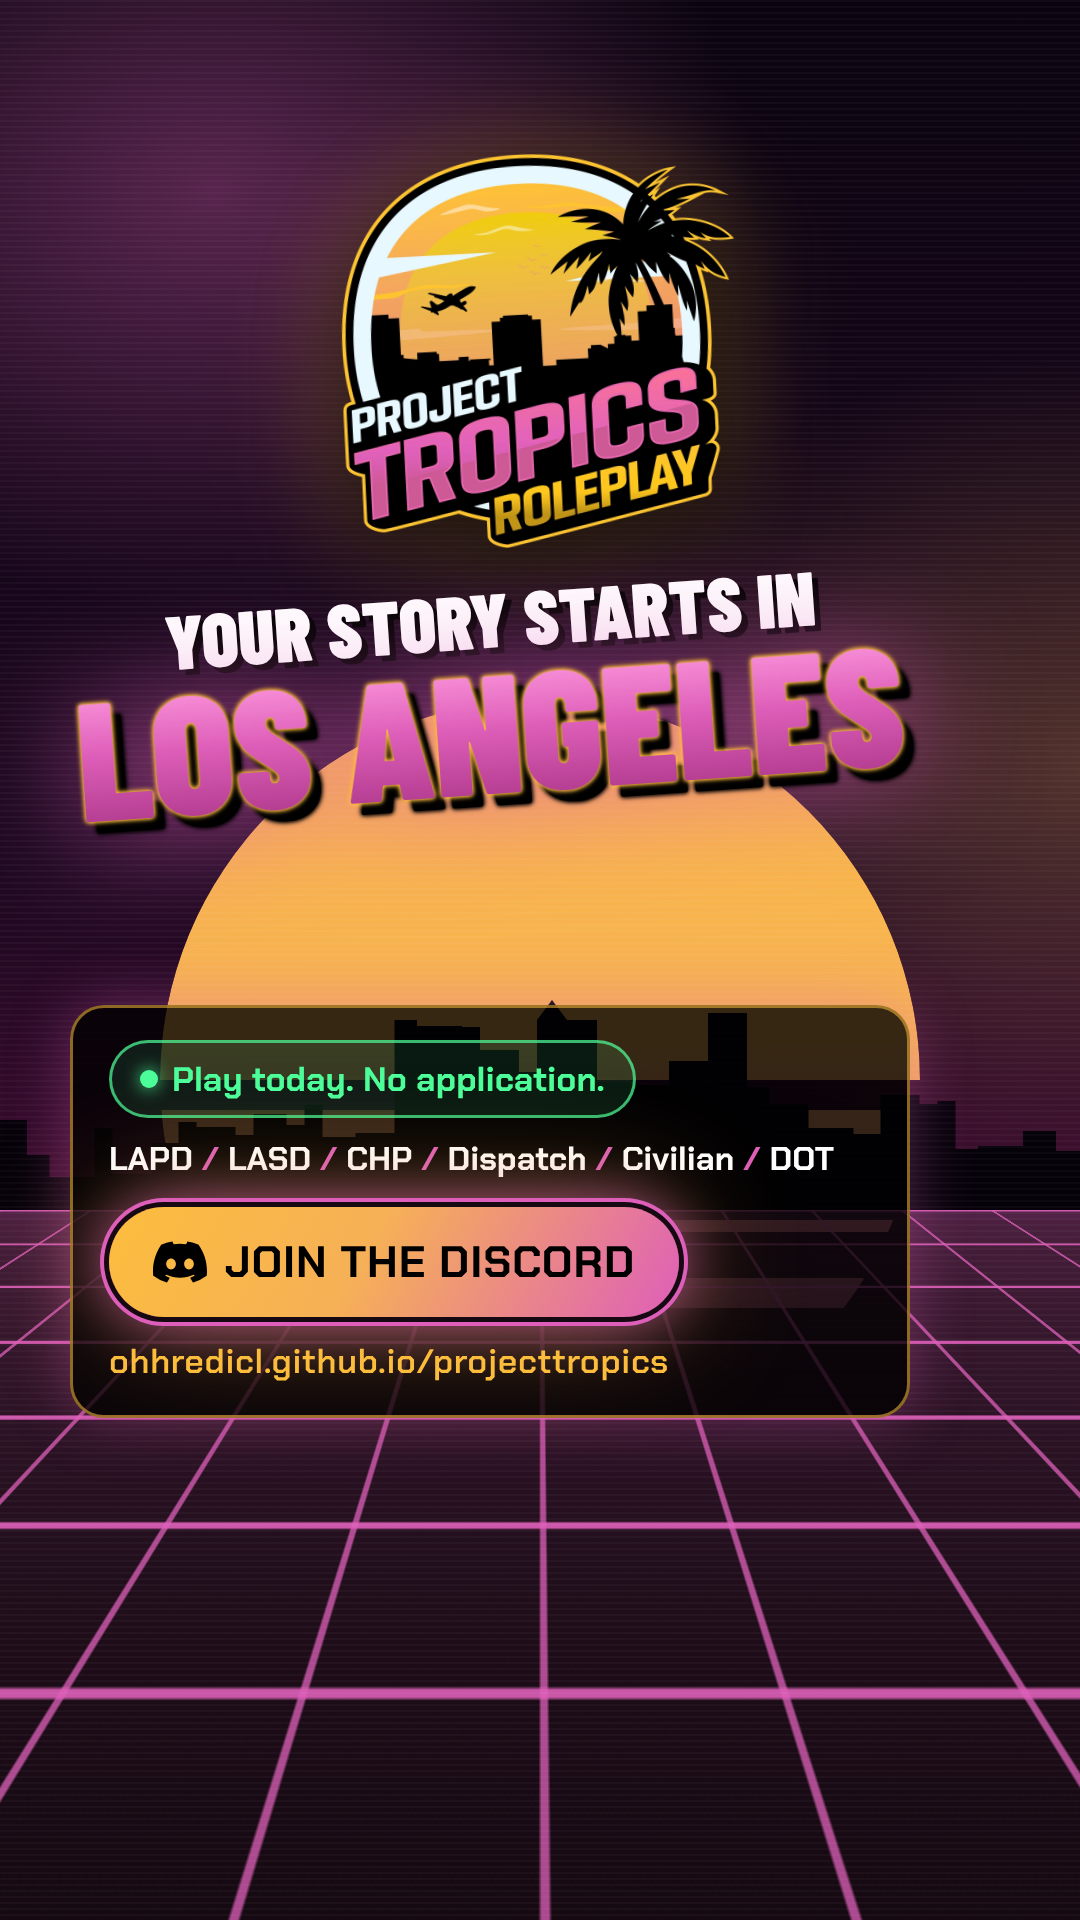 PROJECT
TROPICS
ROLEPLAY
YOUR STORY STARTS IN
LOS ANGELES
Play today. No application.
LAPD / LASD / CHP / Dispatch / Civilian / DOT
JOIN THE DISCORD
ohhredicl.github.io/projecttropics